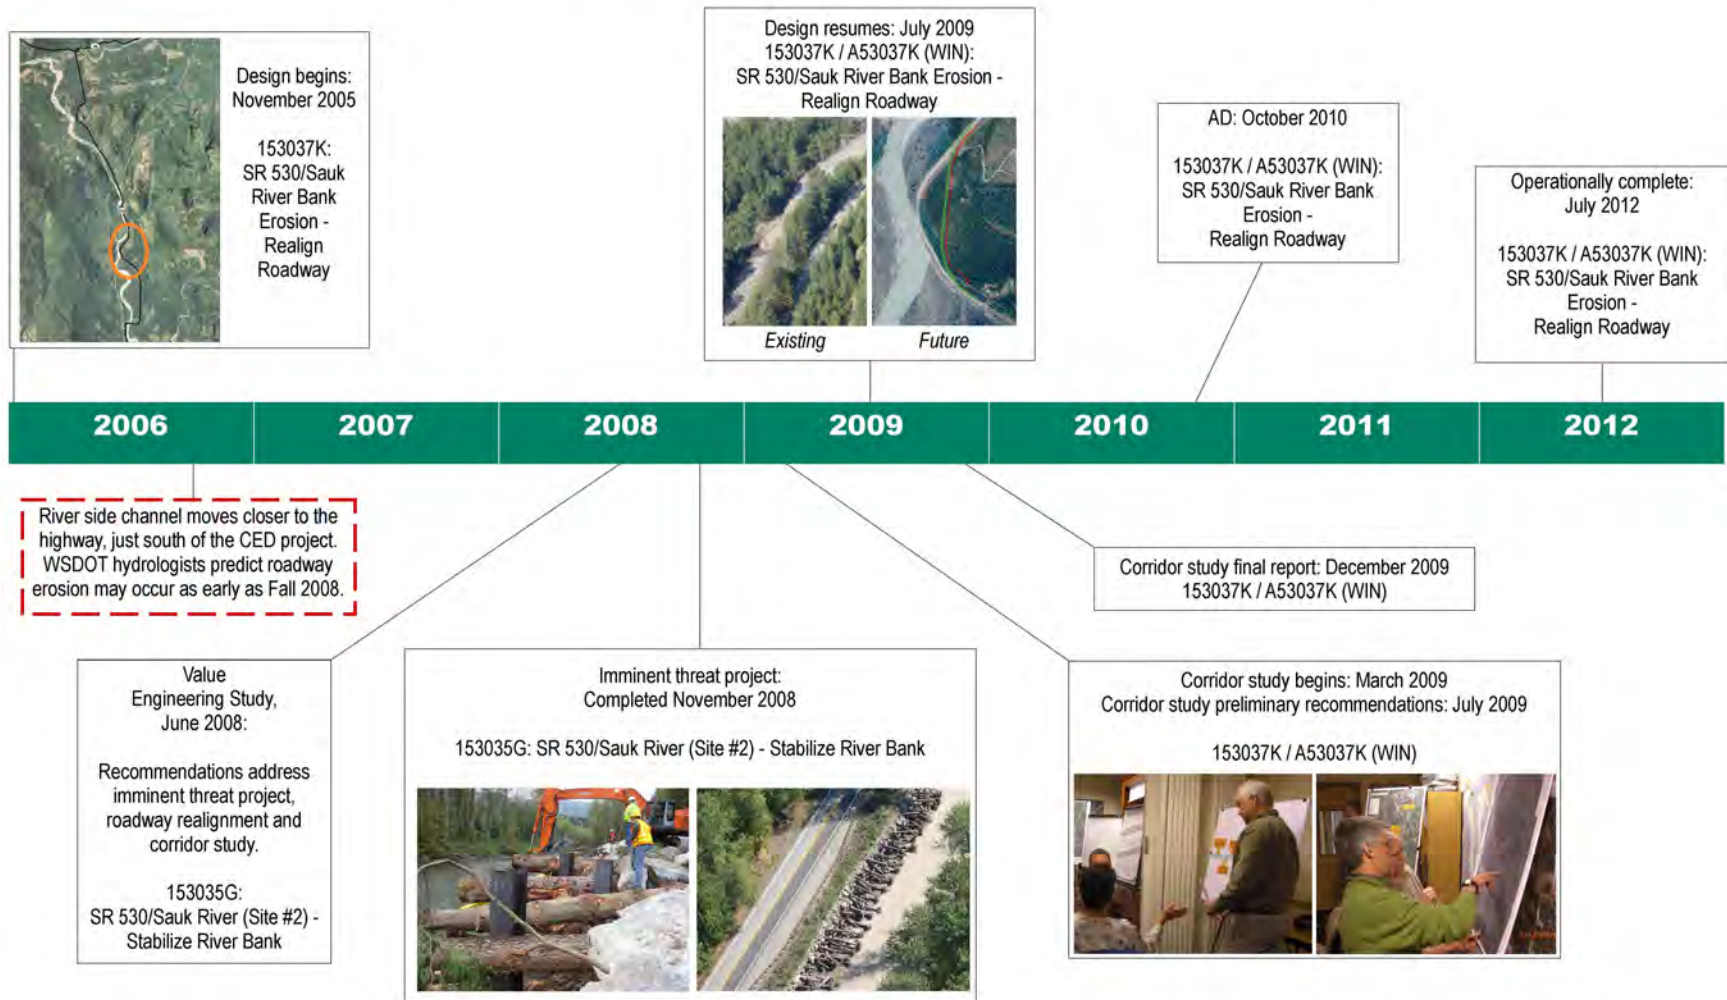 Design begins:
November 2005
153037K:
SR 530/Sauk
River Bank
Erosion -
Realign
Roadway
Design resumes: July 2009
153037K / A53037K (WIN):
SR 530/Sauk River Bank Erosion -
Realign Roadway
Existing
Future
AD: October 2010
153037K / A53037K (WIN):
SR 530/Sauk River Bank
Erosion -
Realign Roadway
Operationally complete:
July 2012
153037K / A53037K (WIN):
SR 530/Sauk River Bank
Erosion -
Realign Roadway
2006
2007
2008
2009
2010
2011
2012
River side channel moves closer to the
highway, just south of the CED project.
WSDOT hydrologists predict roadway
erosion may occur as early as Fall 2008.
Corridor study final report: December 2009
153037K / A53037K (WIN)
Value
Engineering Study,
June 2008:
Recommendations address
imminent threat project,
roadway realignment and
corridor study.
153035G:
SR 530/Sauk River (Site #2) -
Stabilize River Bank
Imminent threat project:
Completed November 2008
153035G: SR 530/Sauk River (Site #2) - Stabilize River Bank
Corridor study begins: March 2009
Corridor study preliminary recommendations: July 2009
153037K / A53037K (WIN)